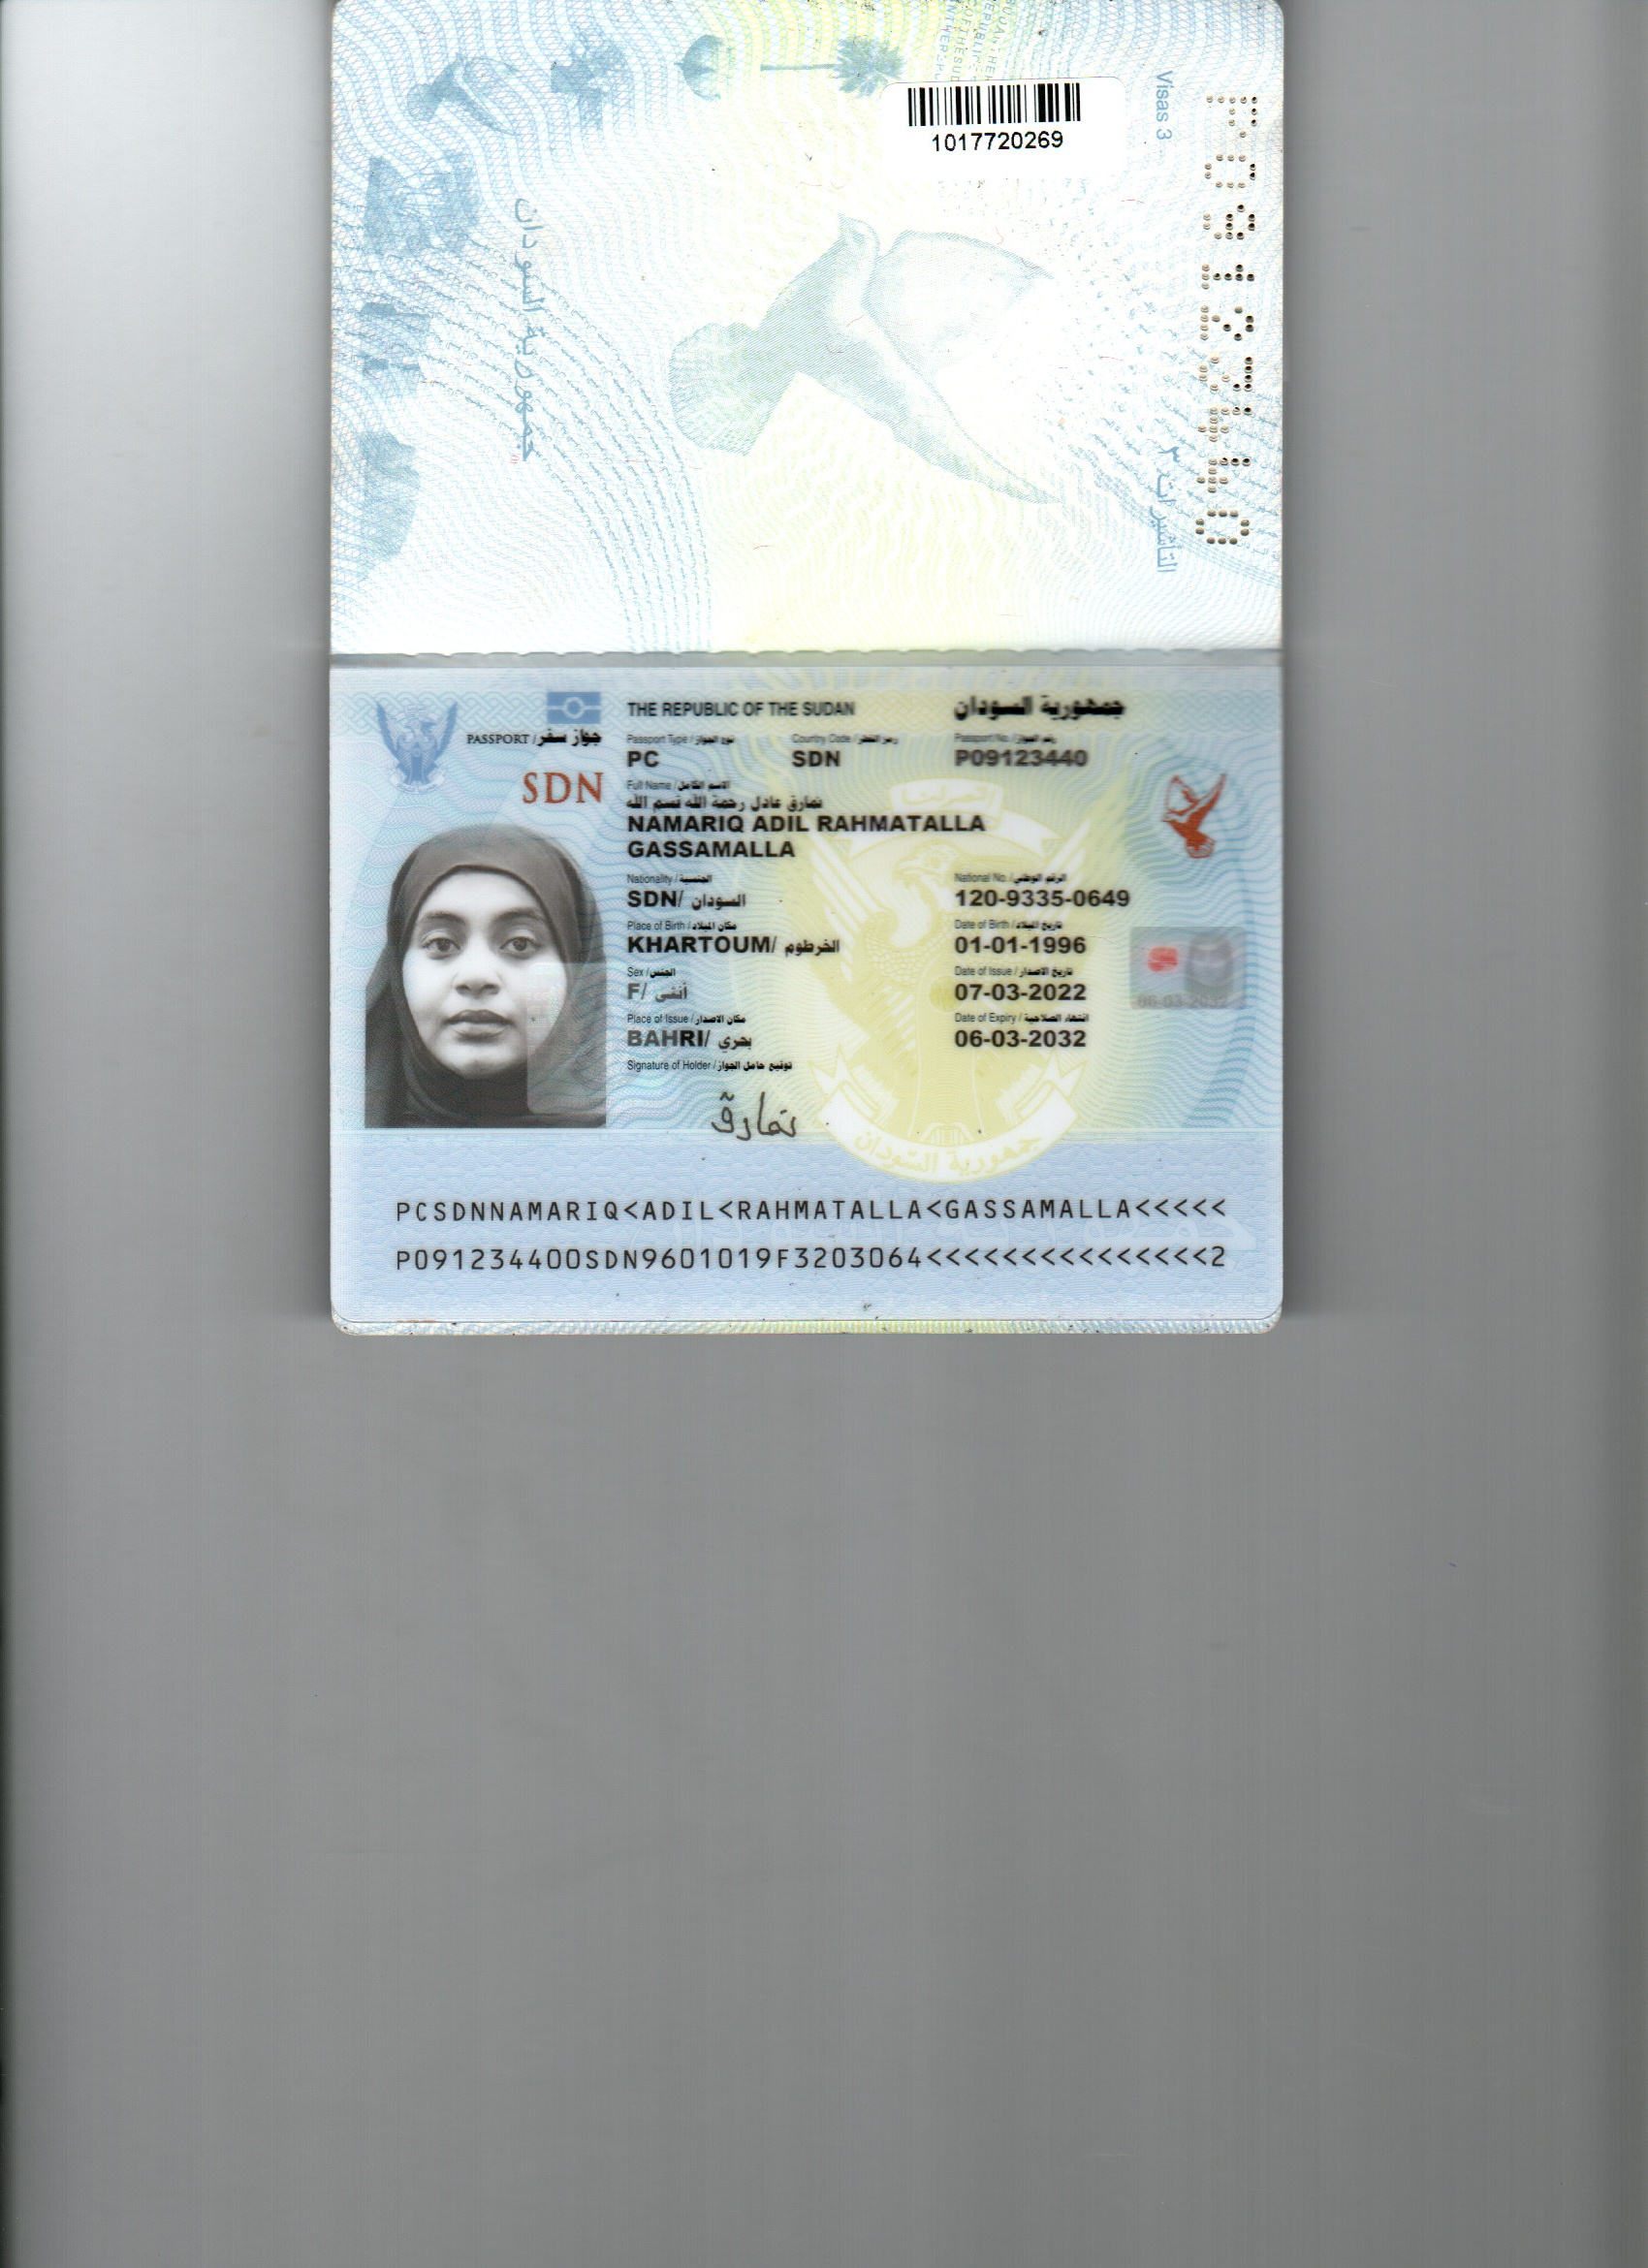 1017720269
Visas 3
التأشيرات ٣
جمهورية السودان
P09123440
THE REPUBLIC OF THE SUDAN جمهورية السودان
PASSPORT / جواز سفر
SDN
Passport Type / نوع الجواز Country Code / رمز القطر Passport No. / رقم الجواز
PC SDN P09123440
Full Name / الاسم الكامل
نمارق عادل رحمة الله قسم الله
NAMARIQ ADIL RAHMATALLA
GASSAMALLA
Nationality / الجنسية National No. / الرقم الوطني
SDN/ السودان 120-9335-0649
Place of Birth / مكان الميلاد Date of Birth / تاريخ الميلاد
KHARTOUM/ الخرطوم 01-01-1996
Sex / الجنس Date of Issue / تاريخ الاصدار
F/ أنثى 07-03-2022
Place of Issue / مكان الاصدار Date of Expiry / انتهاء الصلاحية
BAHRI/ بحري 06-03-2032
06-03-2032
Signature of Holder / توقيع حامل الجواز
نمارق
جمهورية السودان
PCSDNNAMARIQ<ADIL<RAHMATALLA<GASSAMALLA<<<<<
P091234400SDN9601019F3203064<<<<<<<<<<<<<<<2